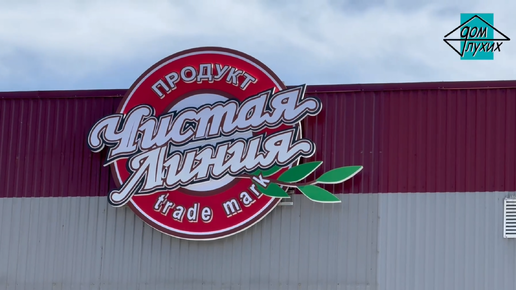 дом
глухих
ПРОДУКТ
Чистая
Линия
trade mark